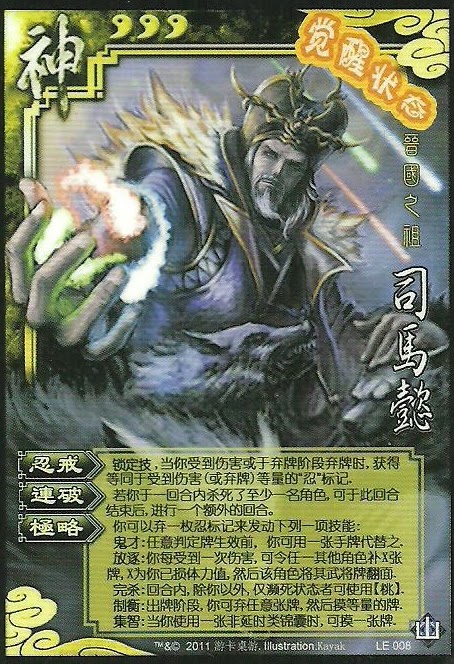 神
觉醒状态
晉國之祖
司馬懿
忍戒
锁定技,当你受到伤害或于弃牌阶段弃牌时,获得
等同于受到伤害(或弃牌)等量的“忍”标记.
連破
若你于一回合内杀死了至少一名角色,可于此回合
结束后,进行一个额外的回合.
極略
你可以弃一枚忍标记来发动下列一项技能:
鬼才:任意判定牌生效前, 你可用一张手牌代替之.
放逐:你每受到一次伤害,可令任一其他角色补X张
牌,X为你已损体力值,然后该角色将其武将牌翻面.
完杀:回合内,除你以外,仅濒死状态者可使用【桃】.
制衡:出牌阶段,你可弃任意张牌,然后摸等量的牌.
集智:当你使用一张非延时类锦囊时,可摸一张牌.
™&© 2011 游卡桌游. Illustration:Kayak
LE 008